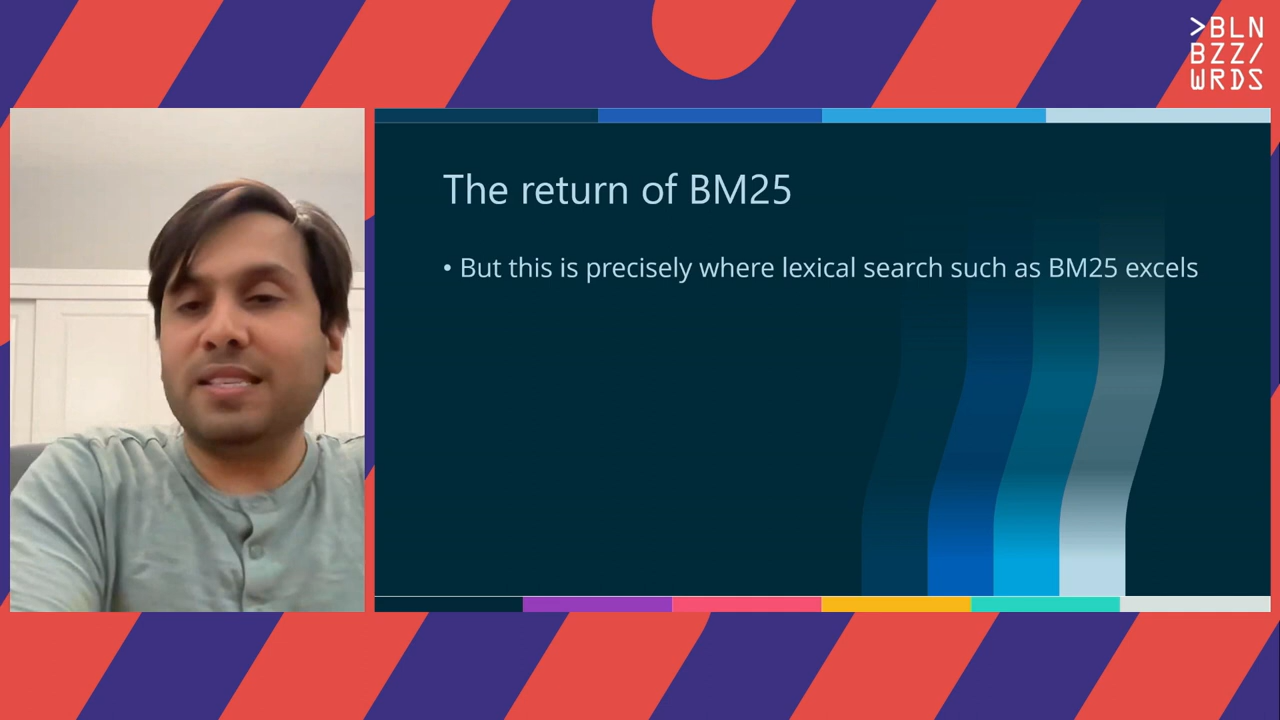 >BLN
BZZ/
WRDS
The return of BM25
• But this is precisely where lexical search such as BM25 excels